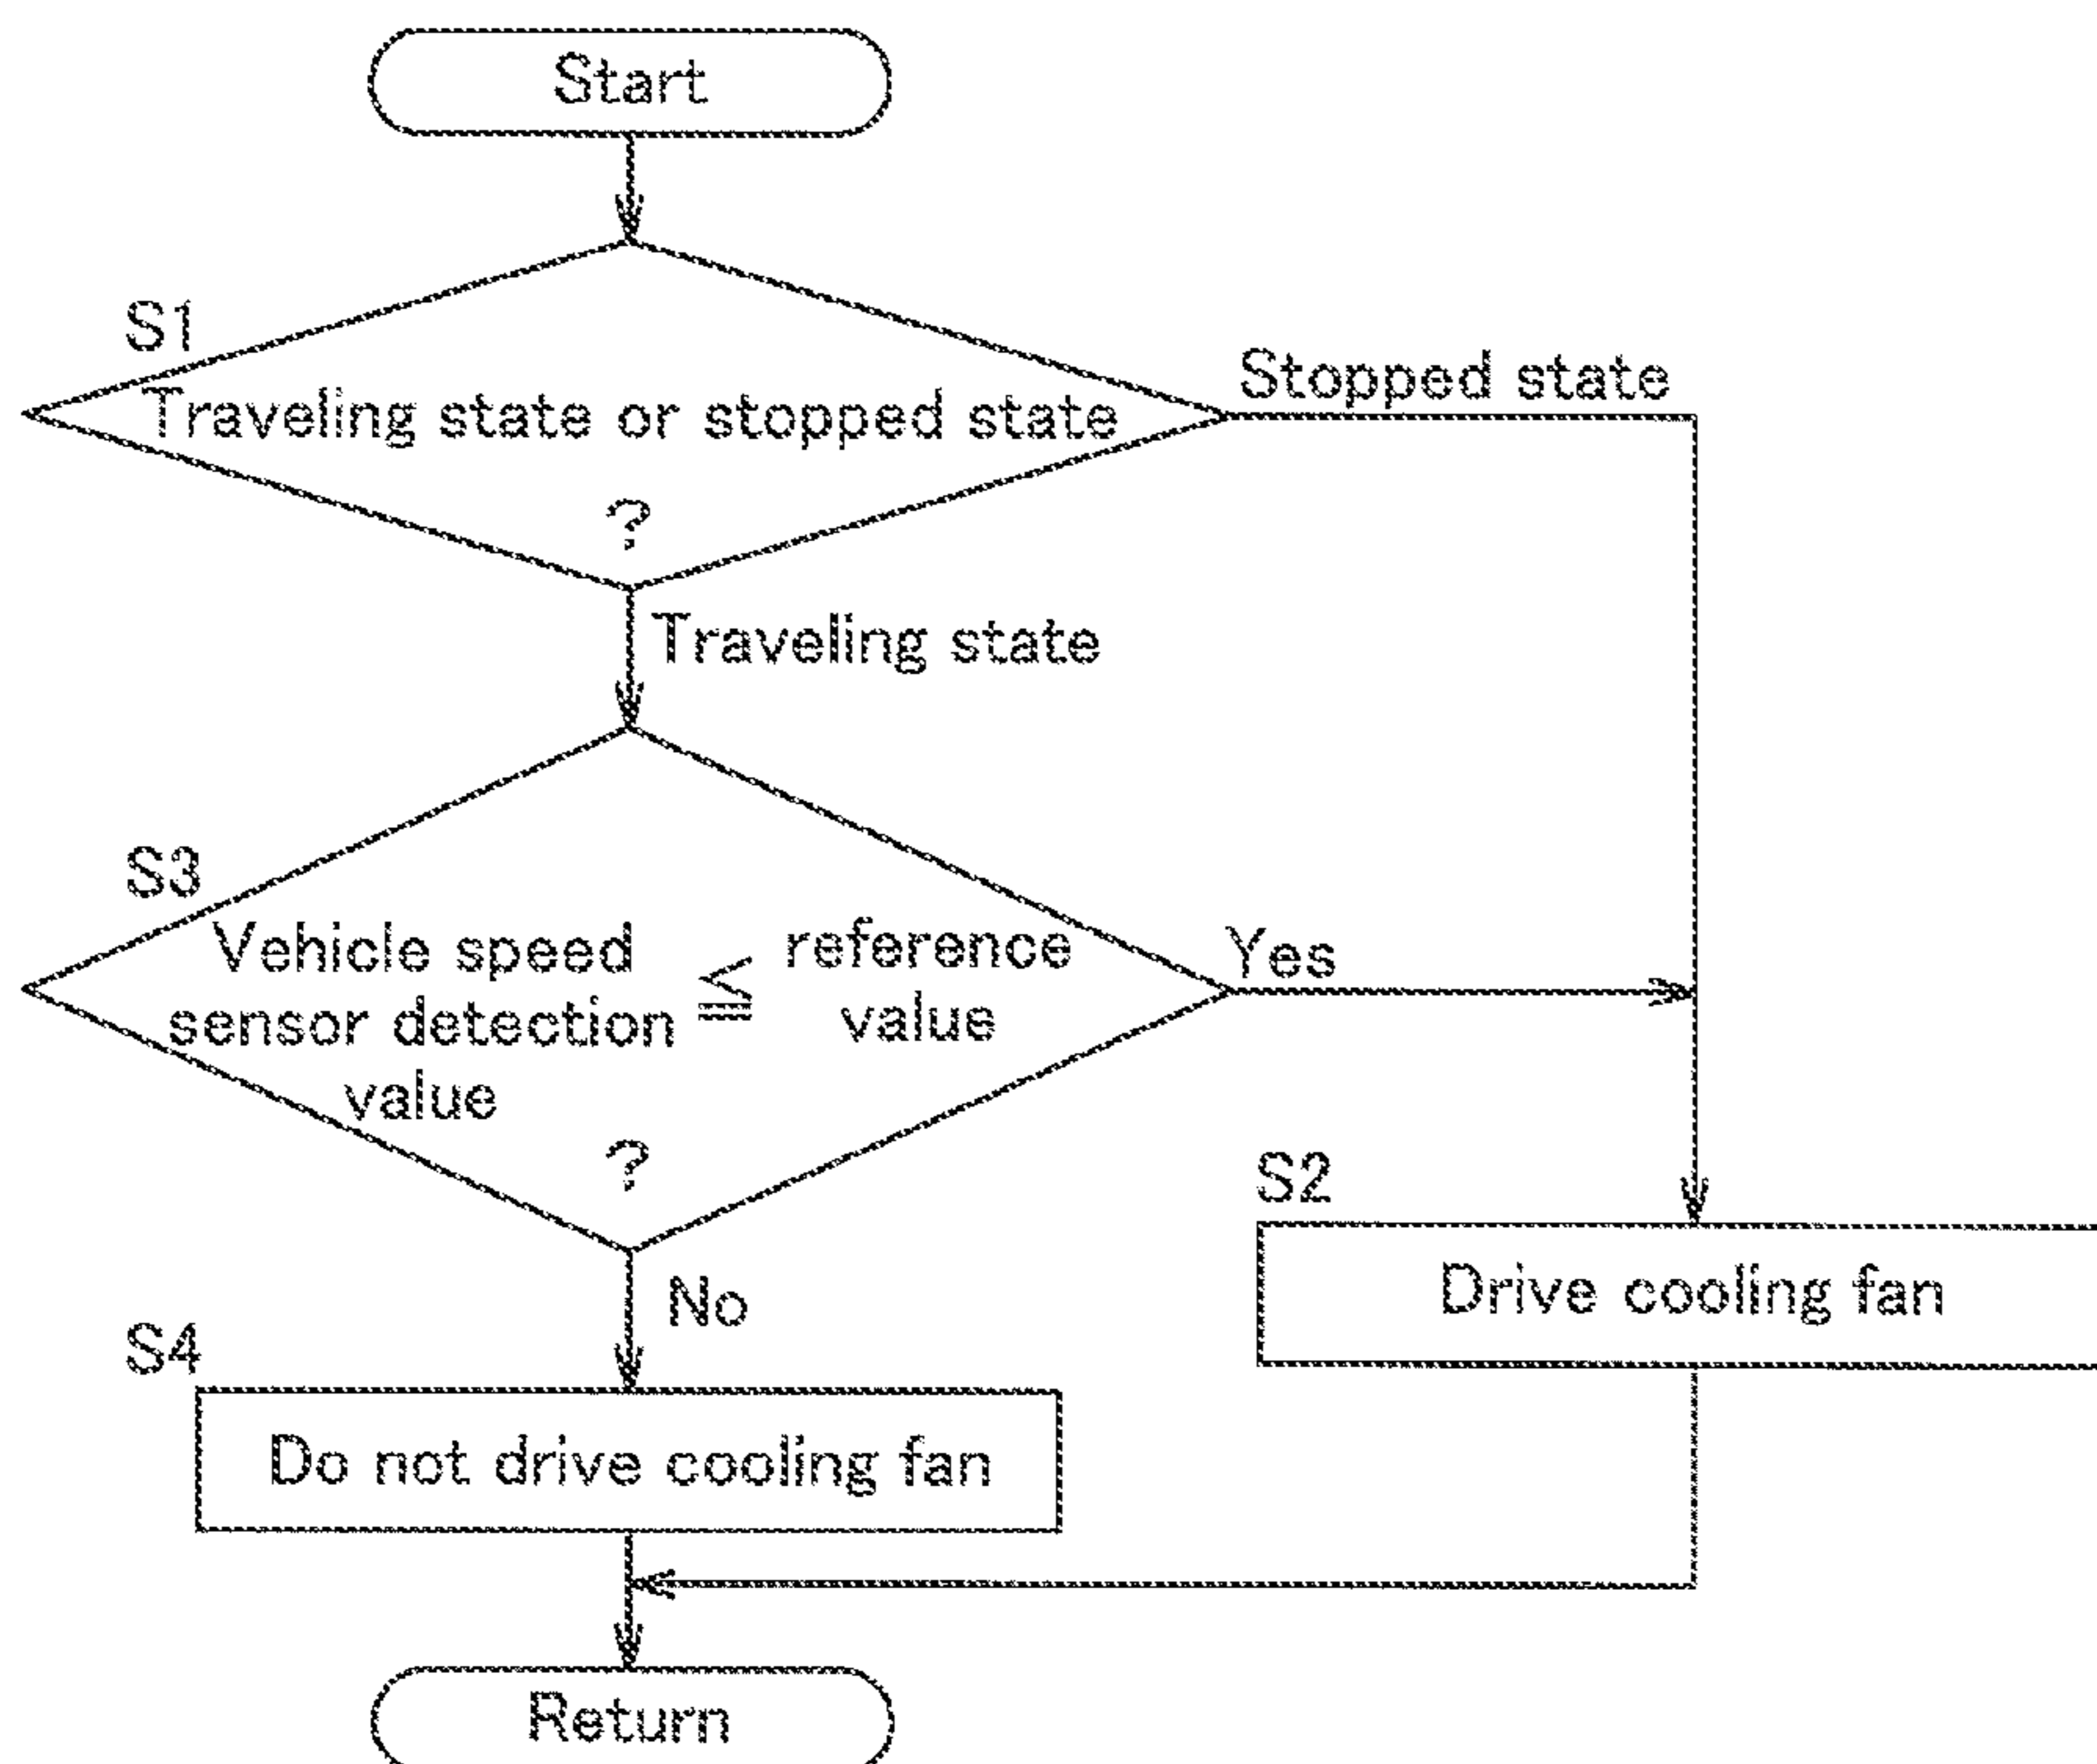 Start
S1
Traveling state or stopped state
?
Stopped state
Traveling state
S3
Vehicle speed
sensor detection
value
≦
reference
value
?
Yes
No
S2
Drive cooling fan
S4
Do not drive cooling fan
Return